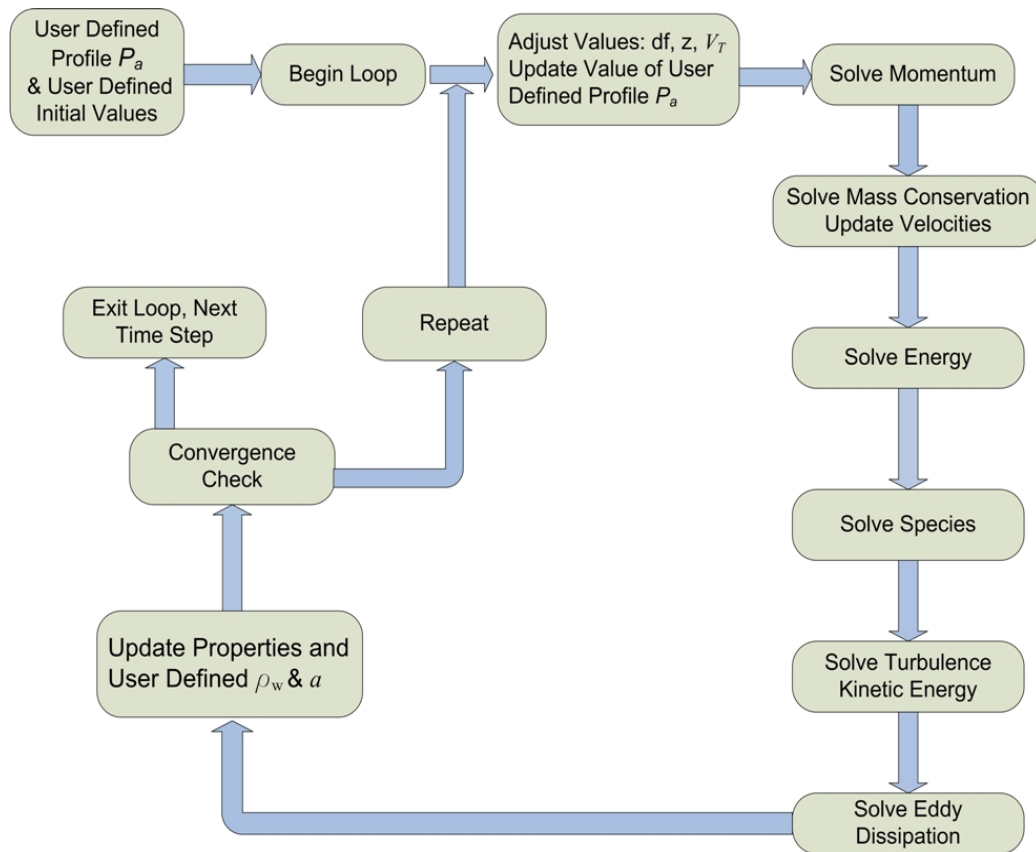 User Defined
Profile Pa
& User Defined
Initial Values
Begin Loop
Adjust Values: df, z, VT
Update Value of User
Defined Profile Pa
Solve Momentum
Solve Mass Conservation
Update Velocities
Solve Energy
Solve Species
Solve Turbulence
Kinetic Energy
Solve Eddy
Dissipation
Update Properties and
User Defined ρw & a
Convergence
Check
Exit Loop, Next
Time Step
Repeat